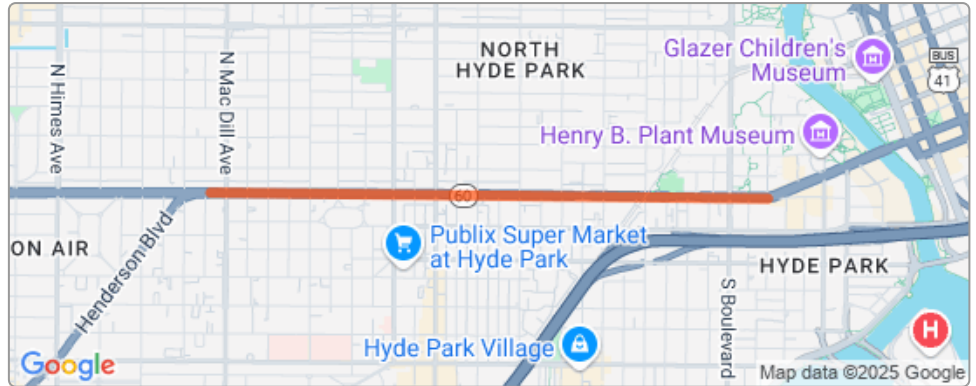 NORTH
HYDE PARK
Glazer Children's
Museum
BUS
41
N Himes Ave
N Mac Dill Ave
Henry B. Plant Museum
60
ON AIR
Henderson Blvd
Publix Super Market
at Hyde Park
HYDE PARK
S Boulevard
Hyde Park Village
H
Google
Map data ©2025 Google